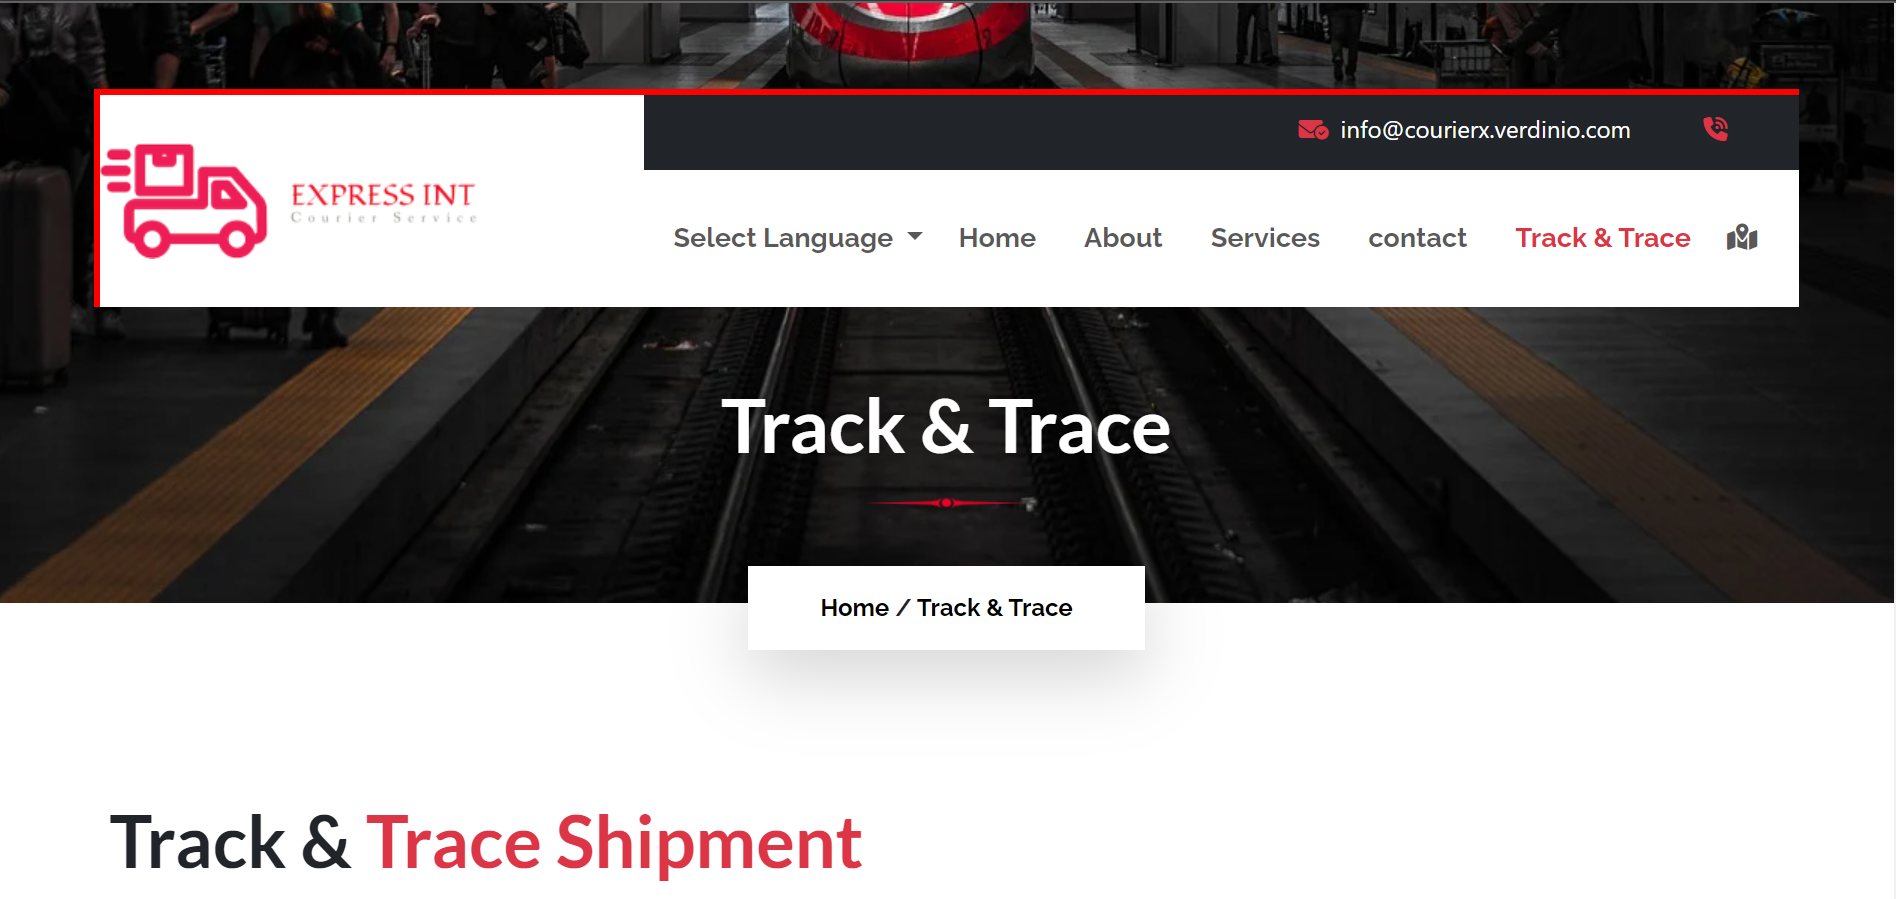 info@courierx.verdinio.com
EXPRESS INT
Courier Service
Select Language Home About Services contact Track & Trace
Track & Trace
Home / Track & Trace
Track & Trace Shipment